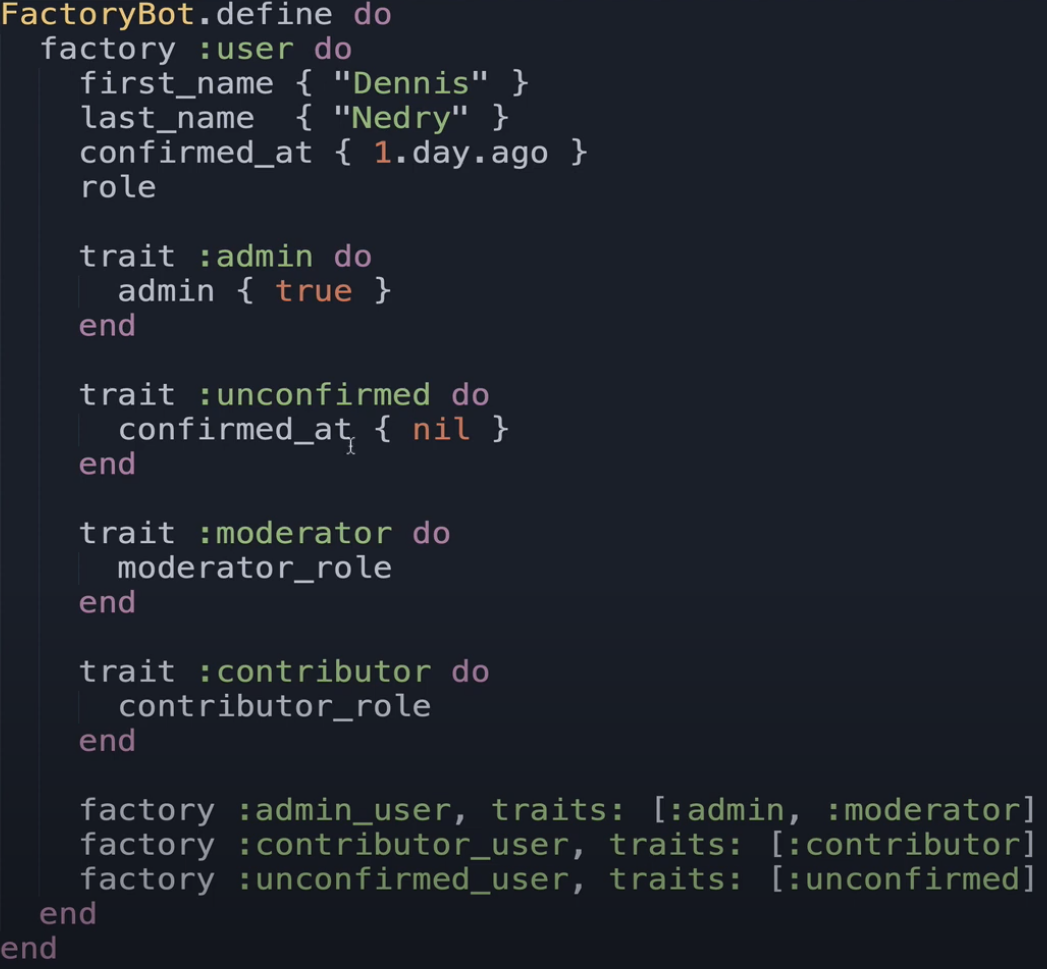 FactoryBot.define do
factory :user do
first_name { "Dennis" }
last_name  { "Nedry" }
confirmed_at { 1.day.ago }
role
trait :admin do
admin { true }
end
trait :unconfirmed do
confirmed_at { nil }
end
trait :moderator do
moderator_role
end
trait :contributor do
contributor_role
end
factory :admin_user, traits: [:admin, :moderator]
factory :contributor_user, traits: [:contributor]
factory :unconfirmed_user, traits: [:unconfirmed]
end
end